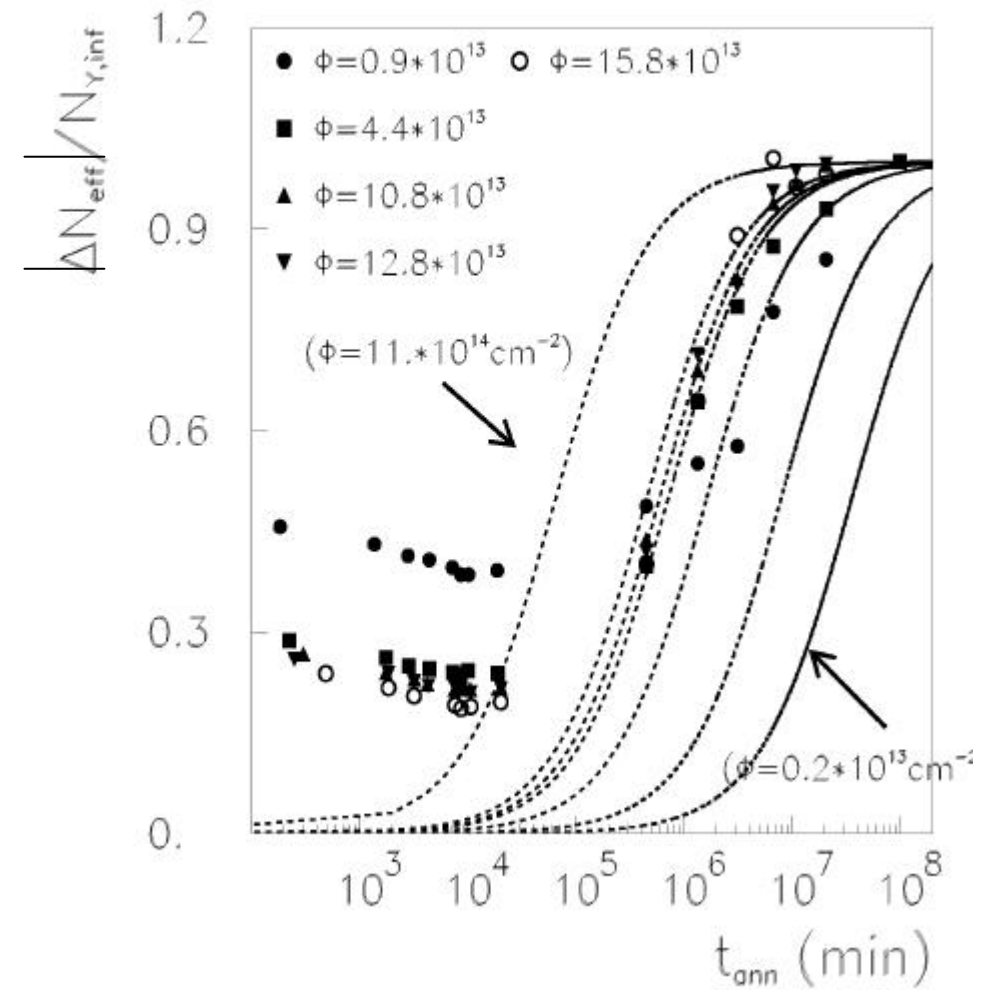 1.2
ΔN_eff/N_Y,inf
● ϕ=0.9*10¹³ ○ ϕ=15.8*10¹³
■ ϕ=4.4*10¹³
▲ ϕ=10.8*10¹³
▼ ϕ=12.8*10¹³
0.9
(ϕ=11.*10¹⁴cm⁻²)
0.6
0.3
(ϕ=0.2*10¹³cm⁻²
0.
10³ 10⁴ 10⁵ 10⁶ 10⁷ 10⁸
t_ann (min)